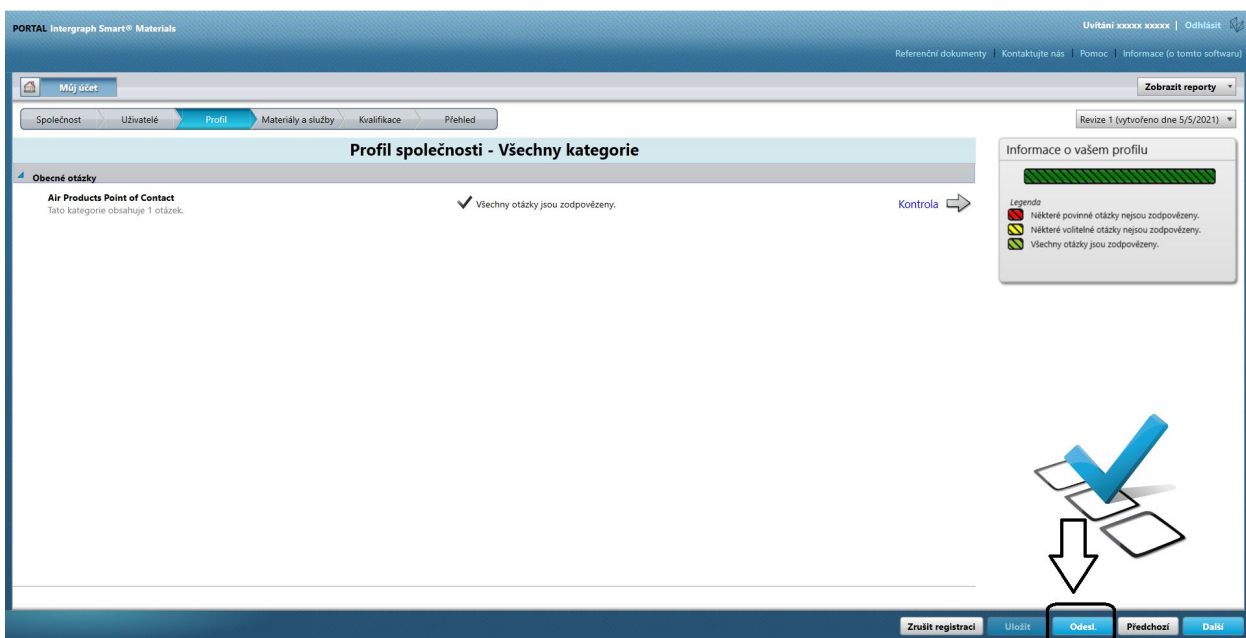 PORTAL Intergraph Smart® Materials
Uvítání xxxxx xxxxx | Odhlásit
Referenční dokumenty | Kontaktujte nás | Pomoc | Informace (o tomto softwaru)
Můj účet
Zobrazit reporty
Společnost Uživatelé Profil Materiály a služby Kvalifikace Přehled
Revize 1 (vytvořeno dne 5/5/2021)
Profil společnosti - Všechny kategorie
Obecné otázky
Air Products Point of Contact
Tato kategorie obsahuje 1 otázek.
Všechny otázky jsou zodpovězeny.
Kontrola
Informace o vašem profilu
Legenda
Některé povinné otázky nejsou zodpovězeny.
Některé volitelné otázky nejsou zodpovězeny.
Všechny otázky jsou zodpovězeny.
Zrušit registraci Uložit Odesl. Předchozí Další